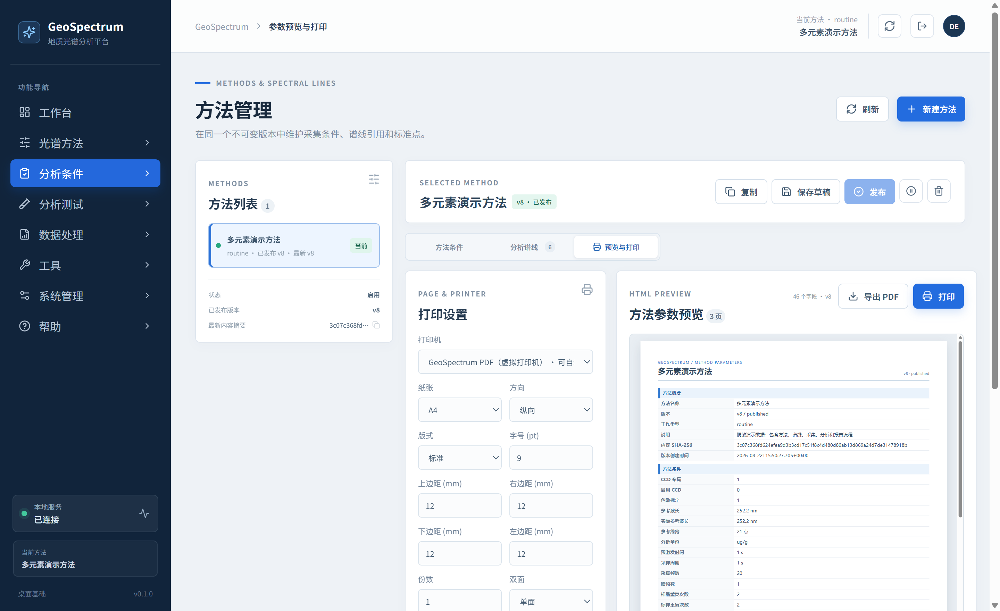 GeoSpectrum
地质光谱分析平台
功能导航
工作台
光谱方法
分析条件
分析测试
数据处理
工具
系统管理
帮助
本地服务
已连接
当前方法
多元素演示方法
桌面基础 v0.1.0
GeoSpectrum 参数预览与打印
当前方法 • routine
多元素演示方法
DE
METHODS & SPECTRAL LINES
方法管理
在同一个不可变版本中维护采集条件、谱线引用和标准点。
刷新
新建方法
METHODS
方法列表 1
多元素演示方法
routine • 已发布 v8 • 最新 v8
当前
状态 启用
已发布版本 v8
最新内容摘要 3c07c368fd…
SELECTED METHOD
多元素演示方法 v8 • 已发布
复制
保存草稿
发布
方法条件
分析谱线 6
预览与打印
PAGE & PRINTER
打印设置
打印机
GeoSpectrum PDF（虚拟打印机） • 可自
纸张 方向
A4 纵向
版式 字号 (pt)
标准 9
上边距 (mm) 右边距 (mm)
12 12
下边距 (mm) 左边距 (mm)
12 12
份数 双面
1 单面
HTML PREVIEW
方法参数预览 3 页
46 个字段 • v8
导出 PDF
打印
GEOSPECTRUM / METHOD PARAMETERS
多元素演示方法
v8 · published
方法概要
方法名称 多元素演示方法
版本 v8 / published
工作类型 routine
说明 脱敏演示数据：包含方法、谱线、采集、分析和报告流程
内容 SHA-256 3c07c368fd624efea9d3b3cd17c51f8c4d480d80ab13d869a24d7de31478918b
版本创建时间 2026-08-22T15:50:27.705+00:00
方法条件
CCD 布局 1
启用 CCD 0
色散标定 1
参考波长 252.2 nm
实际参考波长 252.2 nm
参考线宽 21 点
分析单位 ug/g
预激发时间 1 s
采样周期 1 s
采集帧数 20
暗帧数 1
样品重复次数 2
标样重复次数 2